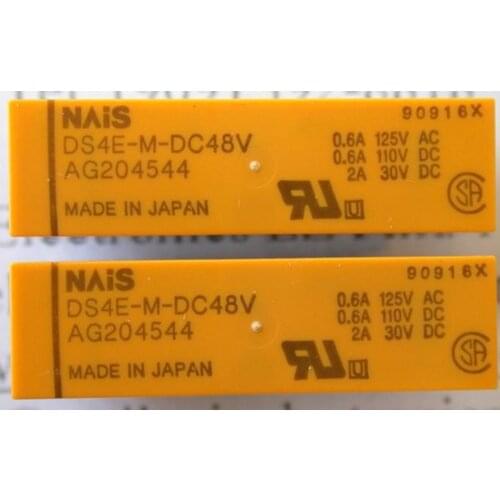 NAiS 90916X
DS4E-M-DC48V 0.6A 125V AC
AG204544 0.6A 110V DC
2A 30V DC
MADE IN JAPAN
NAiS 90916X
DS4E-M-DC48V 0.6A 125V AC
AG204544 0.6A 110V DC
2A 30V DC
MADE IN JAPAN